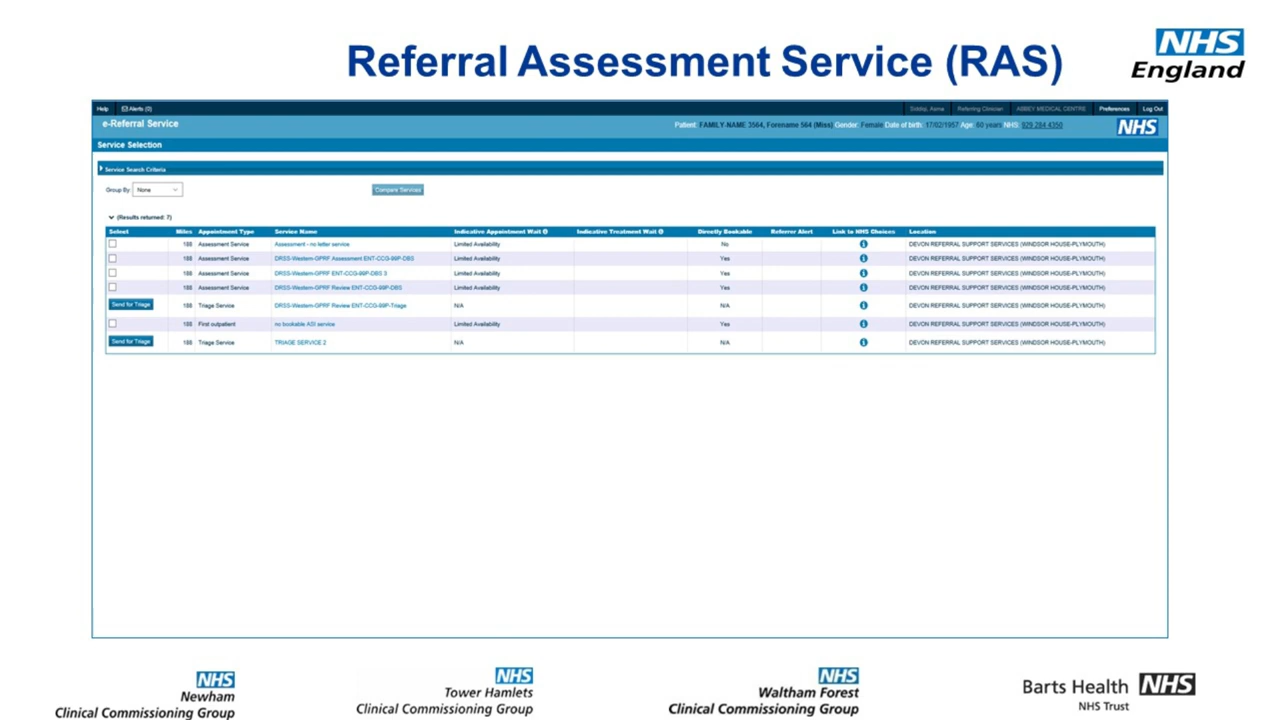 Referral Assessment Service (RAS)
NHS
England
Help Alerts (0) Siddhu, Asma Referring Clinician ABBEY MEDICAL CENTRE Preferences Log Out
e-Referral Service Patient: FAMILY-NAME 3564, Forename 564 (Miss) Gender: Female Date of birth: 17/02/1957 Age: 60 years NHS: 929 284 4350 NHS
Service Selection
Service Search Criteria
Group By None Compare Services
(Results returned: 7)
Select Miles Appointment Type Service Name Indicative Appointment Wait Indicative Treatment Wait Directly Bookable Referrer Alert Link to NHS Choices Location
188 Assessment Service Assessment - no letter service Limited Availability No DEVON REFERRAL SUPPORT SERVICES (WINDSOR HOUSE-PLYMOUTH)
188 Assessment Service DRSS-Western-GPRF Assessment ENT-CCG-99P-DBS Limited Availability Yes DEVON REFERRAL SUPPORT SERVICES (WINDSOR HOUSE-PLYMOUTH)
188 Assessment Service DRSS-Western-GPRF ENT-CCG-99P-DBS 3 Limited Availability Yes DEVON REFERRAL SUPPORT SERVICES (WINDSOR HOUSE-PLYMOUTH)
188 Assessment Service DRSS-Western-GPRF Review ENT-CCG-99P-DBS Limited Availability Yes DEVON REFERRAL SUPPORT SERVICES (WINDSOR HOUSE-PLYMOUTH)
Send for Triage 188 Triage Service DRSS-Western-GPRF Review ENT-CCG-99P-Triage N/A N/A DEVON REFERRAL SUPPORT SERVICES (WINDSOR HOUSE-PLYMOUTH)
188 First outpatient no bookable ASI service Limited Availability Yes DEVON REFERRAL SUPPORT SERVICES (WINDSOR HOUSE-PLYMOUTH)
Send for Triage 188 Triage Service TRIAGE SERVICE 2 N/A N/A DEVON REFERRAL SUPPORT SERVICES (WINDSOR HOUSE-PLYMOUTH)
NHS
Newham
Clinical Commissioning Group
NHS
Tower Hamlets
Clinical Commissioning Group
NHS
Waltham Forest
Clinical Commissioning Group
Barts Health NHS
NHS Trust